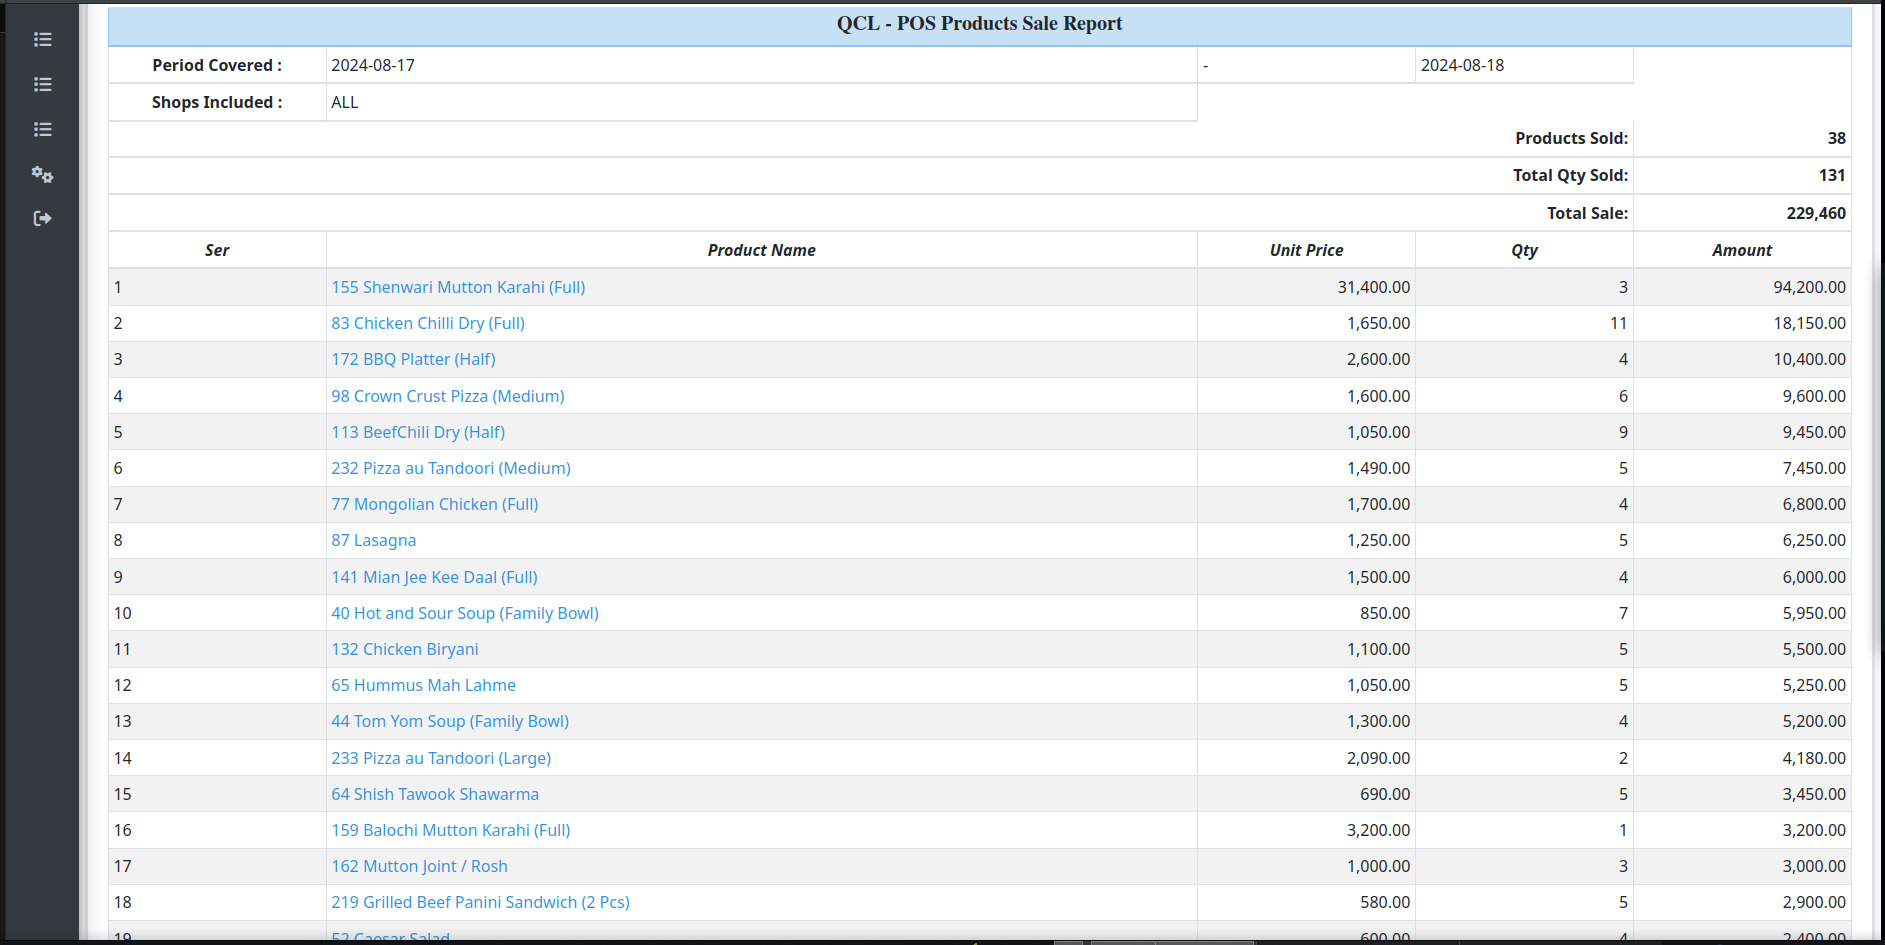 QCL - POS Products Sale Report
Period Covered : 2024-08-17 - 2024-08-18
Shops Included : ALL
Products Sold: 38
Total Qty Sold: 131
Total Sale: 229,460
Ser Product Name Unit Price Qty Amount
1 155 Shenwari Mutton Karahi (Full) 31,400.00 3 94,200.00
2 83 Chicken Chilli Dry (Full) 1,650.00 11 18,150.00
3 172 BBQ Platter (Half) 2,600.00 4 10,400.00
4 98 Crown Crust Pizza (Medium) 1,600.00 6 9,600.00
5 113 BeefChili Dry (Half) 1,050.00 9 9,450.00
6 232 Pizza au Tandoori (Medium) 1,490.00 5 7,450.00
7 77 Mongolian Chicken (Full) 1,700.00 4 6,800.00
8 87 Lasagna 1,250.00 5 6,250.00
9 141 Mian Jee Kee Daal (Full) 1,500.00 4 6,000.00
10 40 Hot and Sour Soup (Family Bowl) 850.00 7 5,950.00
11 132 Chicken Biryani 1,100.00 5 5,500.00
12 65 Hummus Mah Lahme 1,050.00 5 5,250.00
13 44 Tom Yom Soup (Family Bowl) 1,300.00 4 5,200.00
14 233 Pizza au Tandoori (Large) 2,090.00 2 4,180.00
15 64 Shish Tawook Shawarma 690.00 5 3,450.00
16 159 Balochi Mutton Karahi (Full) 3,200.00 1 3,200.00
17 162 Mutton Joint / Rosh 1,000.00 3 3,000.00
18 219 Grilled Beef Panini Sandwich (2 Pcs) 580.00 5 2,900.00
19 52 Caesar Salad 600.00 4 2,400.00